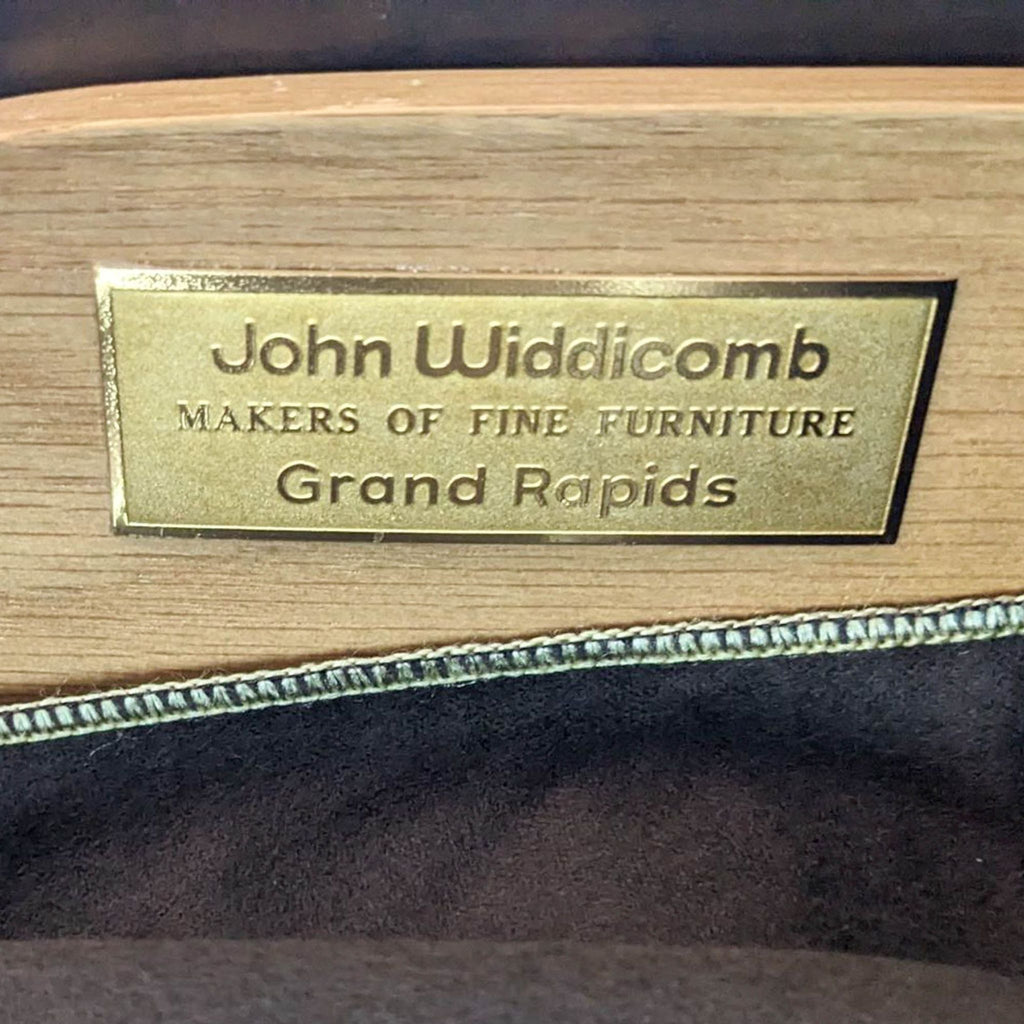 John Widdicomb
MAKERS OF FINE FURNITURE
Grand Rapids